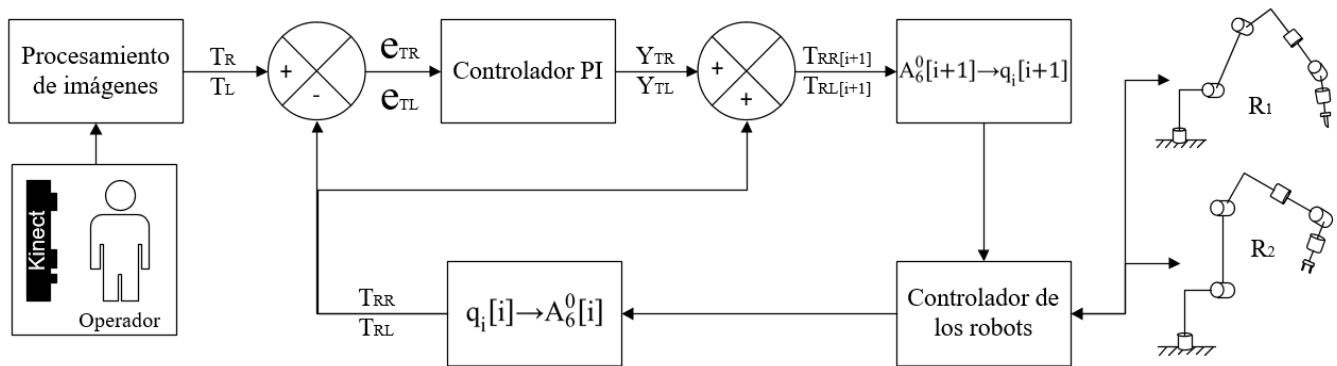 Procesamiento
de imágenes
TR
TL
+
-
eTR
eTL
Controlador PI
YTR
YTL
+
+
TRR[i+1]
TRL[i+1]
A₆⁰[i+1]→qᵢ[i+1]
R1
Kinect
Operador
TRR
TRL
qᵢ[i]→A₆⁰[i]
Controlador de
los robots
R2